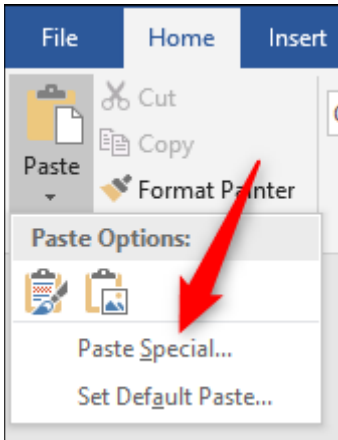 File Home Insert
Cut
Copy
Paste
Format Painter
Paste Options:
Paste Special...
Set Default Paste...